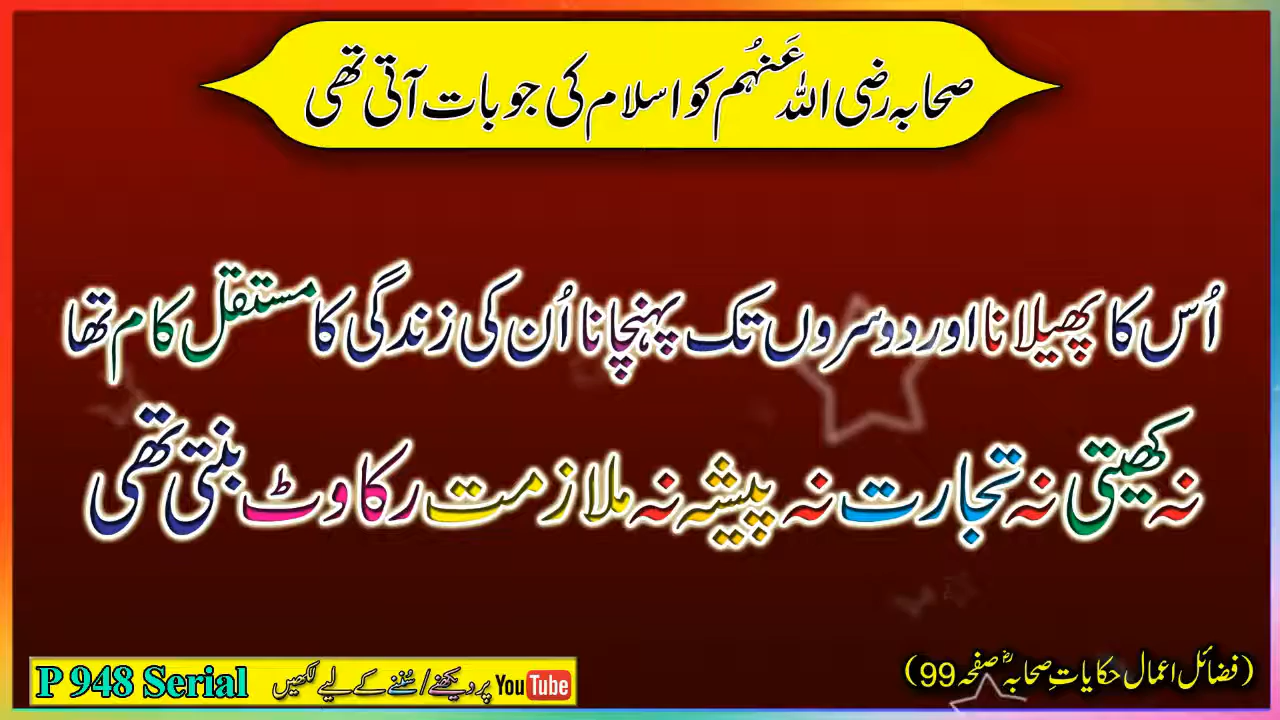 صحابہ رضی اللہ عَنہُم کو اسلام کی جو بات آتی تھی
اُس کا پھیلانا اور دوسروں تک پہنچانا اُن کی زندگی کا مستقل کام تھا
نہ کھیتی نہ تجارت نہ پیشہ نہ ملازمت رکاوٹ بنتی تھی
(فضائل اعمال حکایاتِ صحابہؓ صفحہ 99)
YouTube پر دیکھنے/سُننے کے لیے لکھیں P 948 Serial